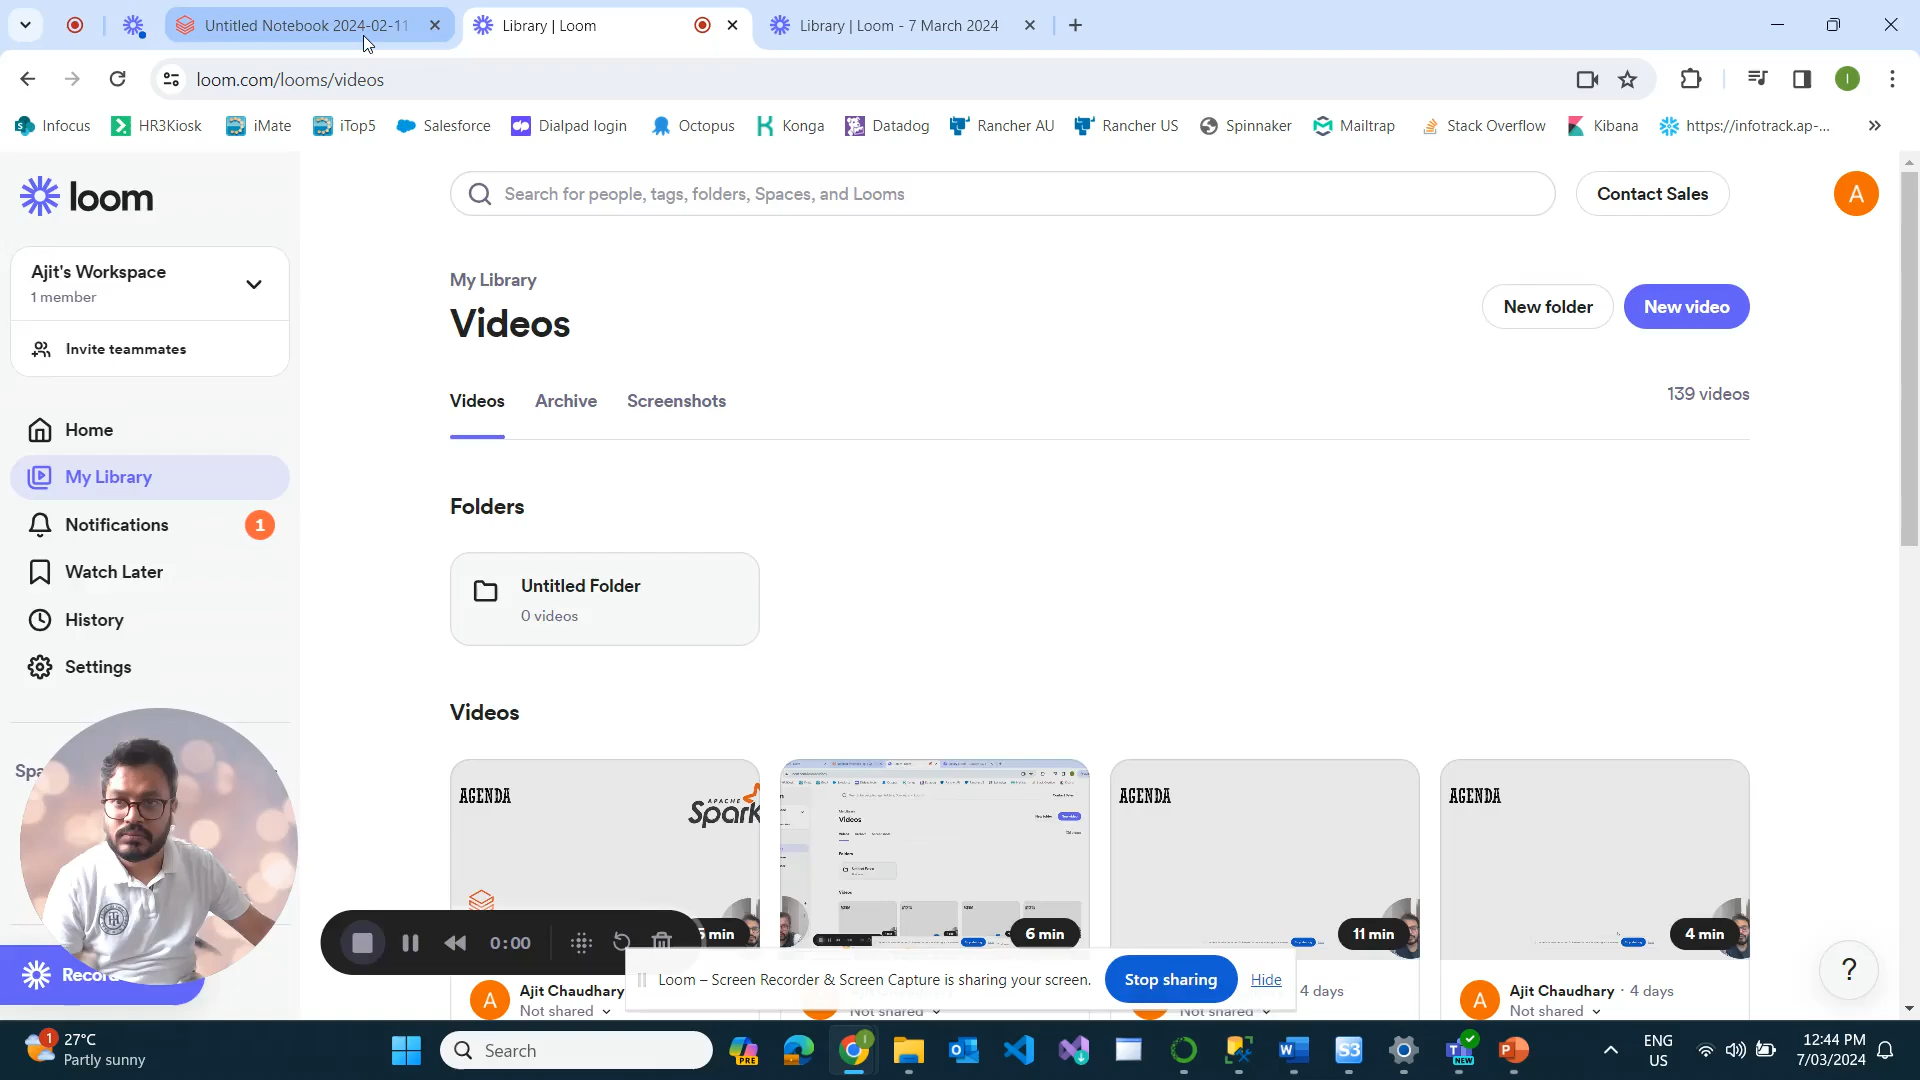 Untitled Notebook 2024-02-11
Library | Loom
Library | Loom - 7 March 2024
loom.com/looms/videos
Infocus
HR3Kiosk
iMate
iTop5
Salesforce
Dialpad login
Octopus
Konga
Datadog
Rancher AU
Rancher US
Spinnaker
Mailtrap
Stack Overflow
Kibana
https://infotrack.ap-...
loom
Search for people, tags, folders, Spaces, and Looms
Contact Sales
A
Ajit's Workspace
1 member
Invite teammates
My Library
Videos
New folder
New video
Videos
Archive
Screenshots
139 videos
Home
My Library
Notifications
1
Watch Later
History
Settings
Folders
Untitled Folder
0 videos
Videos
AGENDA
APACHE
Spark
6 min
AGENDA
11 min
AGENDA
4 min
0:00
Loom – Screen Recorder & Screen Capture is sharing your screen.
Stop sharing
Hide
A
Ajit Chaudhary
Not shared
Not shared
4 days
Not shared
A
Ajit Chaudhary · 4 days
Not shared
?
27°C
Partly sunny
Search
ENG
US
12:44 PM
7/03/2024